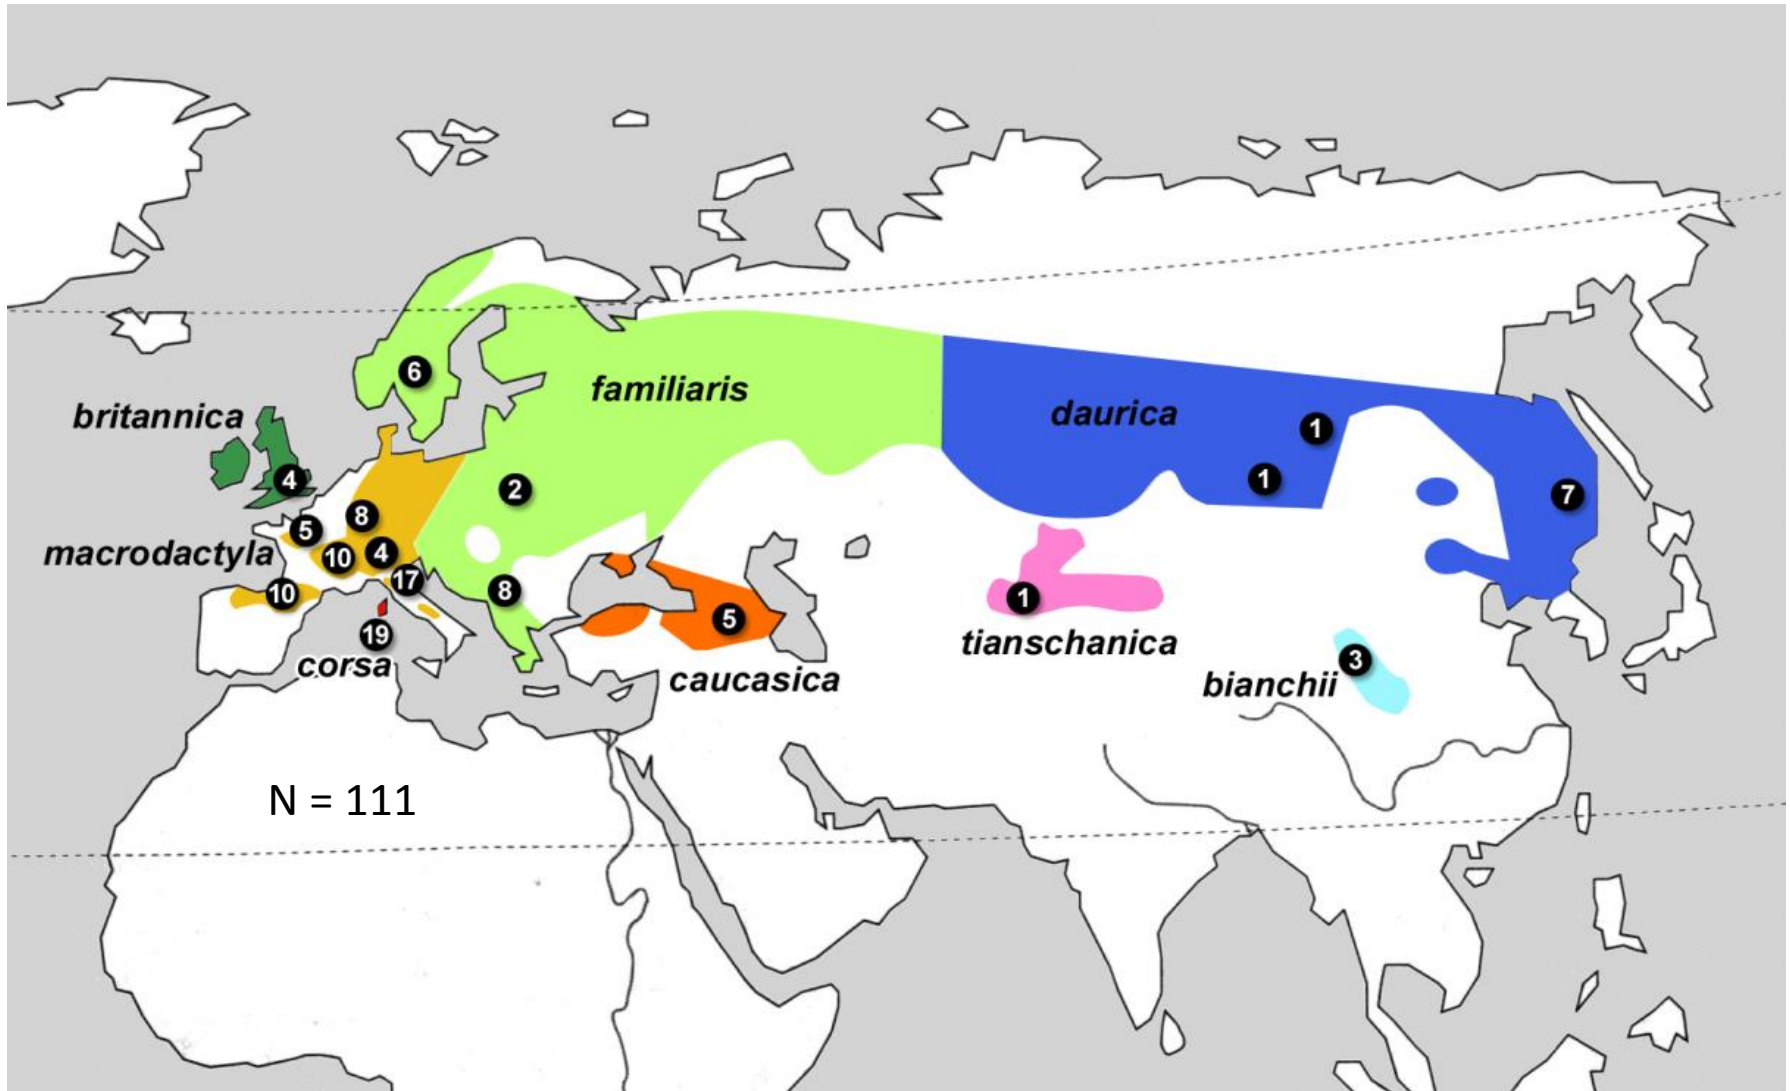 6
familiaris
britannica
daurica
1
4
2
1
7
8
5
macrodactyla
10
4
17
10
8
1
5
19
tianschanica
corsa
caucasica
3
bianchii
N = 111